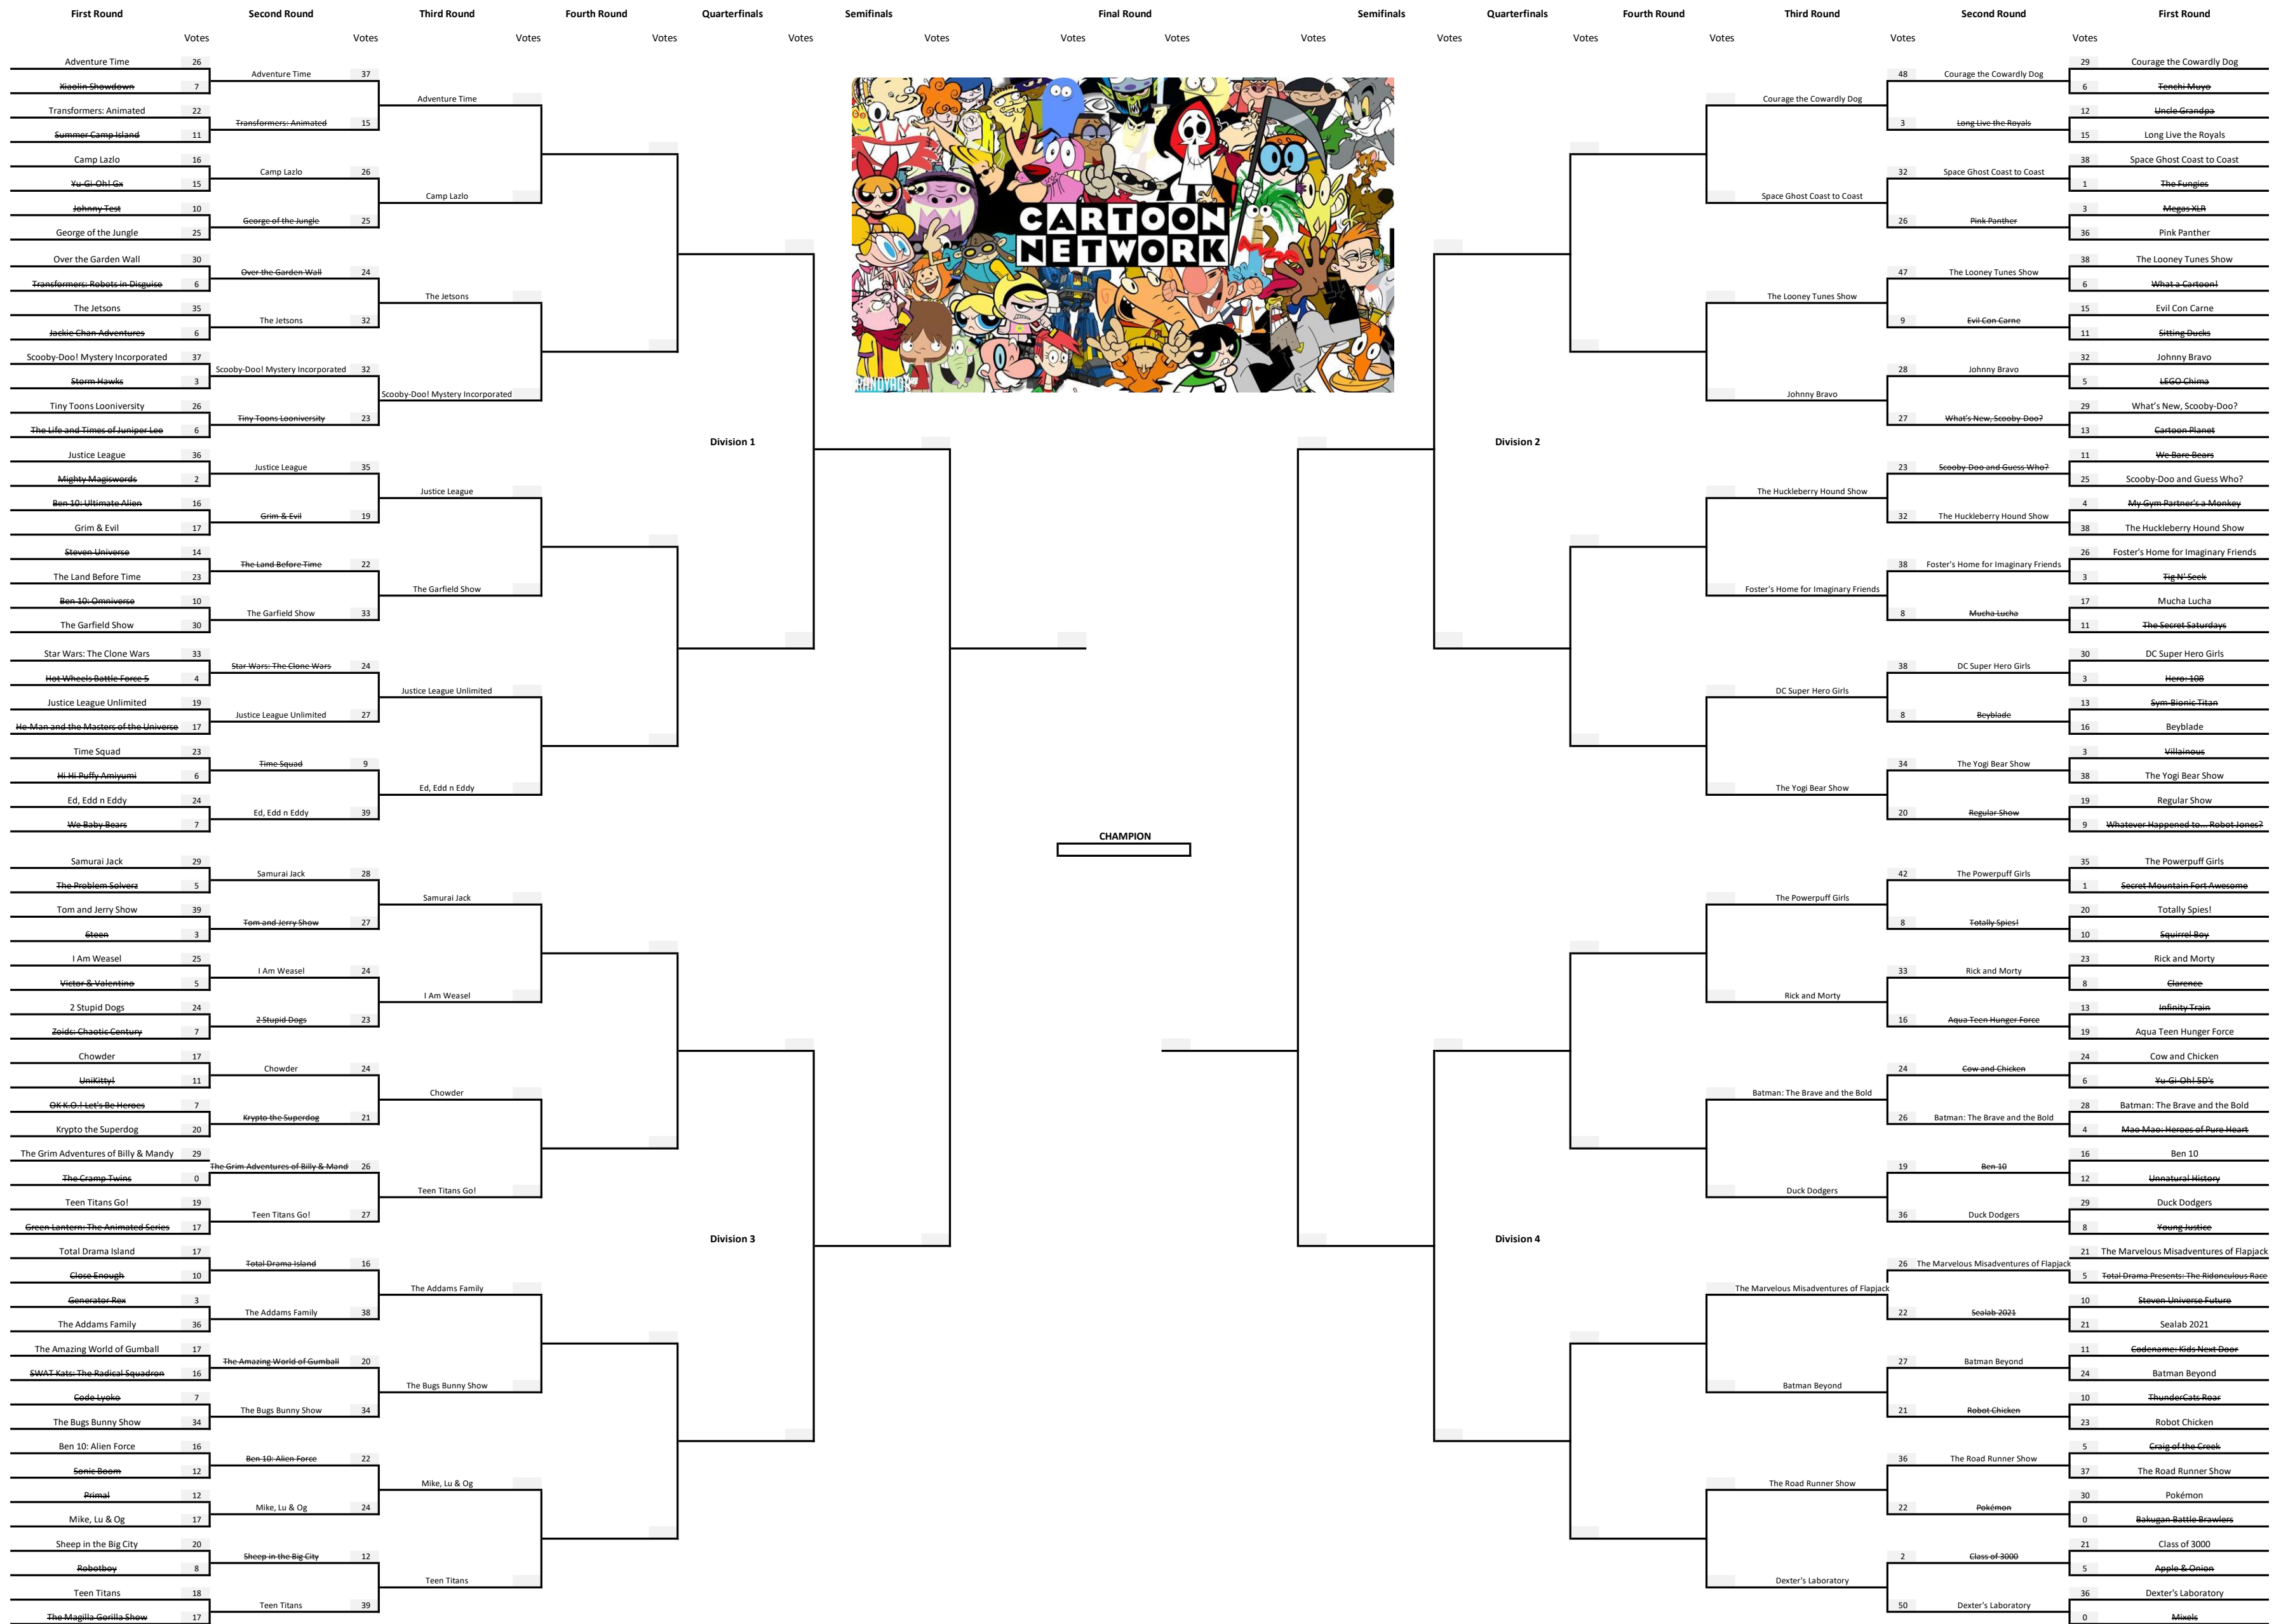 First Round Second Round Third Round Fourth Round Quarterfinals Semifinals Final Round Semifinals Quarterfinals Fourth Round Third Round Second Round First Round
Votes Votes Votes Votes Votes Votes Votes Votes Votes Votes Votes Votes Votes Votes
Adventure Time 26
Xiaolin Showdown 7
Transformers: Animated 22
Summer Camp Island 11
Camp Lazlo 16
Yu-Gi-Oh! Gx 15
Johnny Test 10
George of the Jungle 25
Over the Garden Wall 30
Transformers: Robots in Disguise 6
The Jetsons 35
Jackie Chan Adventures 6
Scooby-Doo! Mystery Incorporated 37
Storm Hawks 3
Tiny Toons Looniversity 26
The Life and Times of Juniper Lee 6
Justice League 36
Mighty Magiswords 2
Ben 10: Ultimate Alien 16
Grim & Evil 17
Steven Universe 14
The Land Before Time 23
Ben 10: Omniverse 10
The Garfield Show 30
Star Wars: The Clone Wars 33
Hot Wheels Battle Force 5 4
Justice League Unlimited 19
He-Man and the Masters of the Universe 17
Time Squad 23
Hi Hi Puffy Amiyumi 6
Ed, Edd n Eddy 24
We Baby Bears 7
Samurai Jack 29
The Problem Solverz 5
Tom and Jerry Show 39
6teen 3
I Am Weasel 25
Victor & Valentino 5
2 Stupid Dogs 24
Zoids: Chaotic Century 7
Chowder 17
UniKitty! 11
OK K.O.! Let's Be Heroes 7
Krypto the Superdog 20
The Grim Adventures of Billy & Mandy 29
The Cramp Twins 0
Teen Titans Go! 19
Green Lantern: The Animated Series 17
Total Drama Island 17
Close Enough 10
Generator Rex 3
The Addams Family 36
The Amazing World of Gumball 17
SWAT Kats: The Radical Squadron 16
Code Lyoko 7
The Bugs Bunny Show 34
Ben 10: Alien Force 16
Sonic Boom 12
Primal 12
Mike, Lu & Og 17
Sheep in the Big City 20
Robotboy 8
Teen Titans 18
The Magilla Gorilla Show 17
Adventure Time 37
Transformers: Animated 15
Camp Lazlo 26
George of the Jungle 25
Over the Garden Wall 24
The Jetsons 32
Scooby-Doo! Mystery Incorporated 32
Tiny Toons Looniversity 23
Justice League 35
Grim & Evil 19
The Land Before Time 22
The Garfield Show 33
Star Wars: The Clone Wars 24
Justice League Unlimited 27
Time Squad 9
Ed, Edd n Eddy 39
Samurai Jack 28
Tom and Jerry Show 27
I Am Weasel 24
2 Stupid Dogs 23
Chowder 24
Krypto the Superdog 21
The Grim Adventures of Billy & Mand 26
Teen Titans Go! 27
Total Drama Island 16
The Addams Family 38
The Amazing World of Gumball 20
The Bugs Bunny Show 34
Ben 10: Alien Force 22
Mike, Lu & Og 24
Sheep in the Big City 12
Teen Titans 39
Adventure Time
Camp Lazlo
The Jetsons
Scooby-Doo! Mystery Incorporated
Justice League
The Garfield Show
Justice League Unlimited
Ed, Edd n Eddy
Samurai Jack
I Am Weasel
Chowder
Teen Titans Go!
The Addams Family
The Bugs Bunny Show
Mike, Lu & Og
Teen Titans
Division 1
Division 3
CARTOON
NETWORK
CHAMPION
Division 2
Division 4
Courage the Cowardly Dog
Space Ghost Coast to Coast
The Looney Tunes Show
Johnny Bravo
The Huckleberry Hound Show
Foster's Home for Imaginary Friends
DC Super Hero Girls
The Yogi Bear Show
The Powerpuff Girls
Rick and Morty
Batman: The Brave and the Bold
Duck Dodgers
The Marvelous Misadventures of Flapjack
Batman Beyond
The Road Runner Show
Dexter's Laboratory
48 Courage the Cowardly Dog
3 Long Live the Royals
32 Space Ghost Coast to Coast
26 Pink Panther
47 The Looney Tunes Show
9 Evil Con Carne
28 Johnny Bravo
27 What's New, Scooby-Doo?
23 Scooby-Doo and Guess Who?
32 The Huckleberry Hound Show
38 Foster's Home for Imaginary Friends
8 Mucha Lucha
38 DC Super Hero Girls
8 Beyblade
34 The Yogi Bear Show
20 Regular Show
42 The Powerpuff Girls
8 Totally Spies!
33 Rick and Morty
16 Aqua Teen Hunger Force
24 Cow and Chicken
26 Batman: The Brave and the Bold
19 Ben 10
36 Duck Dodgers
26 The Marvelous Misadventures of Flapjack
22 Sealab 2021
27 Batman Beyond
21 Robot Chicken
36 The Road Runner Show
22 Pokémon
2 Class of 3000
50 Dexter's Laboratory
29 Courage the Cowardly Dog
6 Tenchi Muyo
12 Uncle Grandpa
15 Long Live the Royals
38 Space Ghost Coast to Coast
1 The Fungies
3 Megas XLR
36 Pink Panther
38 The Looney Tunes Show
6 What a Cartoon!
15 Evil Con Carne
11 Sitting Ducks
32 Johnny Bravo
5 LEGO Chima
29 What's New, Scooby-Doo?
13 Cartoon Planet
11 We Bare Bears
25 Scooby-Doo and Guess Who?
4 My Gym Partner's a Monkey
38 The Huckleberry Hound Show
26 Foster's Home for Imaginary Friends
3 Tig N' Seek
17 Mucha Lucha
11 The Secret Saturdays
30 DC Super Hero Girls
3 Hero: 108
13 Sym-Bionic Titan
16 Beyblade
3 Villainous
38 The Yogi Bear Show
19 Regular Show
9 Whatever Happened to... Robot Jones?
35 The Powerpuff Girls
1 Secret Mountain Fort Awesome
20 Totally Spies!
10 Squirrel Boy
23 Rick and Morty
8 Clarence
13 Infinity Train
19 Aqua Teen Hunger Force
24 Cow and Chicken
6 Yu-Gi-Oh! 5D's
28 Batman: The Brave and the Bold
4 Mao Mao: Heroes of Pure Heart
16 Ben 10
12 Unnatural History
29 Duck Dodgers
8 Young Justice
21 The Marvelous Misadventures of Flapjack
5 Total Drama Presents: The Ridonculous Race
10 Steven Universe Future
21 Sealab 2021
11 Codename: Kids Next Door
24 Batman Beyond
10 ThunderCats Roar
23 Robot Chicken
5 Craig of the Creek
37 The Road Runner Show
30 Pokémon
0 Bakugan Battle Brawlers
21 Class of 3000
5 Apple & Onion
36 Dexter's Laboratory
0 Mixels